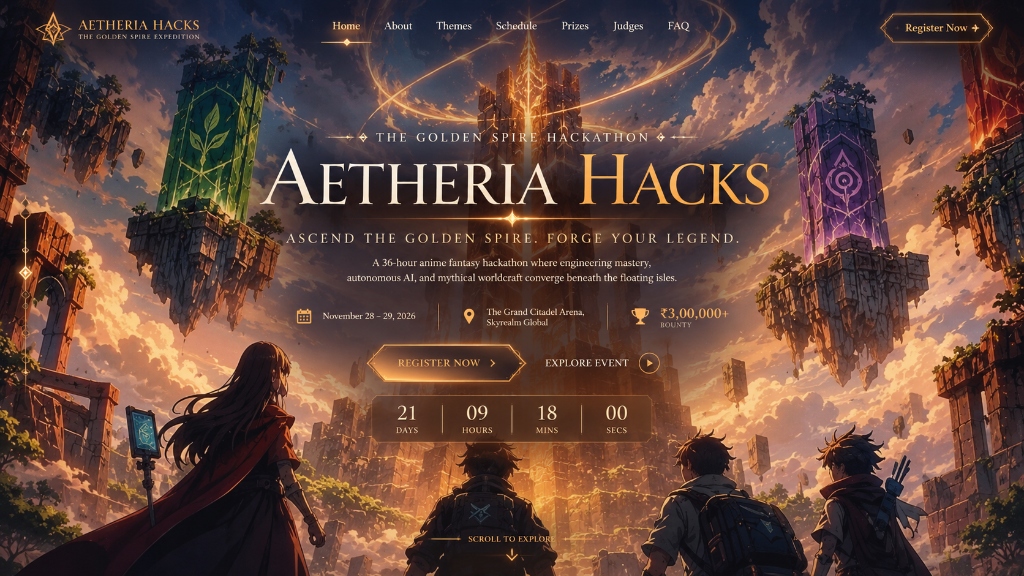 AETHERIA HACKS
THE GOLDEN SPIRE EXPEDITION
Home
About
Themes
Schedule
Prizes
Judges
FAQ
Register Now
THE GOLDEN SPIRE HACKATHON
AETHERIA HACKS
ASCEND THE GOLDEN SPIRE. FORGE YOUR LEGEND.
A 36-hour anime fantasy hackathon where engineering mastery,
autonomous AI, and mythical worldcraft converge beneath the floating isles.
November 28 – 29, 2026
The Grand Citadel Arena,
Skyrealm Global
₹3,00,000+
BOUNTY
REGISTER NOW
EXPLORE EVENT
21
DAYS
09
HOURS
18
MINS
00
SECS
SCROLL TO EXPLORE